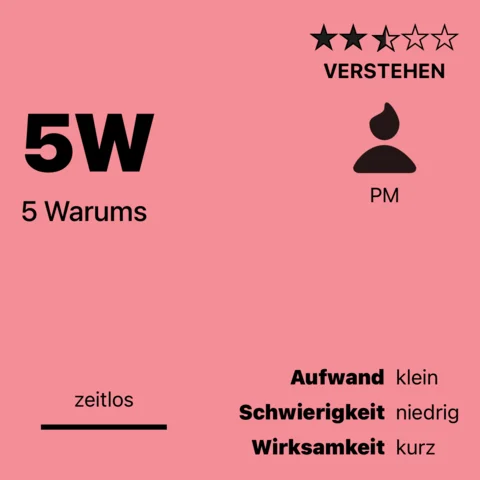 VERSTEHEN
5W
5 Warums
PM
zeitlos
Aufwand klein
Schwierigkeit niedrig
Wirksamkeit kurz